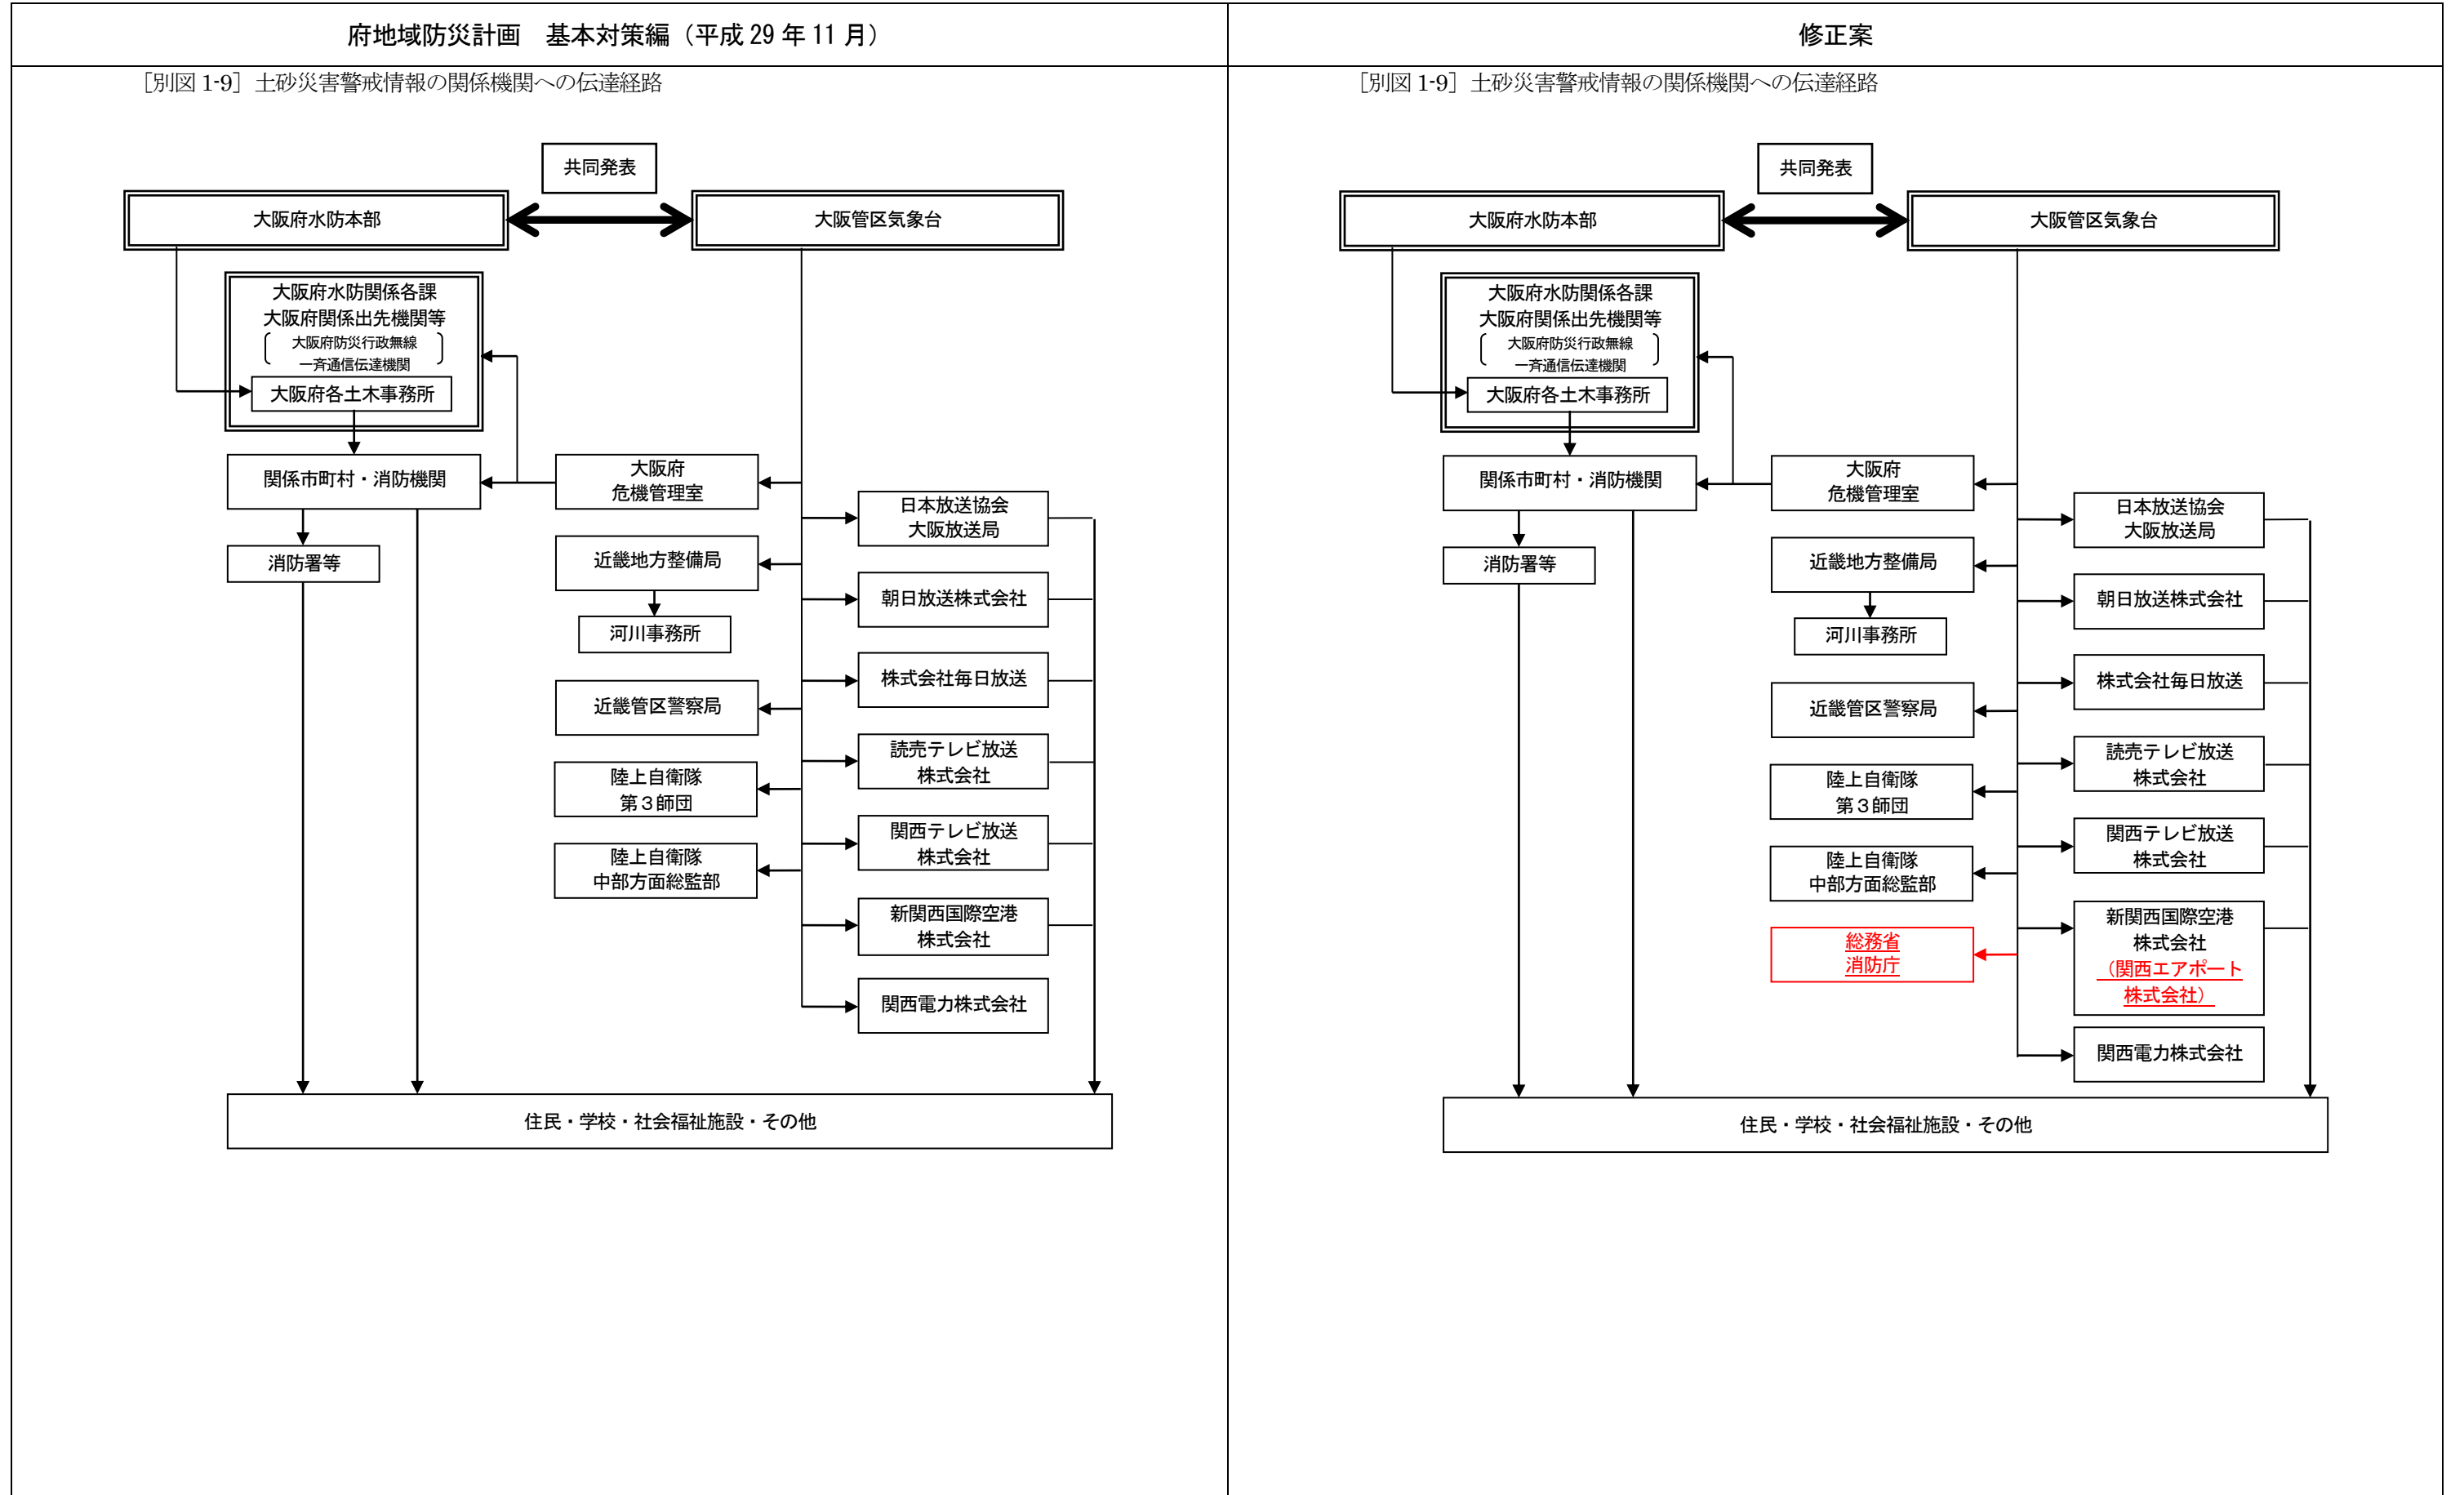 府地域防災計画　基本対策編（平成 29 年 11 月）
［別図 1-9］土砂災害警戒情報の関係機関への伝達経路
共同発表
大阪府水防本部
大阪管区気象台
大阪府水防関係各課
大阪府関係出先機関等
大阪府防災行政無線
一斉通信伝達機関
大阪府各土木事務所
関係市町村・消防機関
大阪府
危機管理室
日本放送協会
大阪放送局
消防署等
近畿地方整備局
朝日放送株式会社
河川事務所
株式会社毎日放送
近畿管区警察局
読売テレビ放送
株式会社
陸上自衛隊
第３師団
関西テレビ放送
株式会社
陸上自衛隊
中部方面総監部
新関西国際空港
株式会社
関西電力株式会社
住民・学校・社会福祉施設・その他
修正案
［別図 1-9］土砂災害警戒情報の関係機関への伝達経路
共同発表
大阪府水防本部
大阪管区気象台
大阪府水防関係各課
大阪府関係出先機関等
大阪府防災行政無線
一斉通信伝達機関
大阪府各土木事務所
関係市町村・消防機関
大阪府
危機管理室
日本放送協会
大阪放送局
消防署等
近畿地方整備局
朝日放送株式会社
河川事務所
株式会社毎日放送
近畿管区警察局
読売テレビ放送
株式会社
陸上自衛隊
第３師団
関西テレビ放送
株式会社
陸上自衛隊
中部方面総監部
新関西国際空港
株式会社
（関西エアポート
株式会社）
総務省
消防庁
関西電力株式会社
住民・学校・社会福祉施設・その他